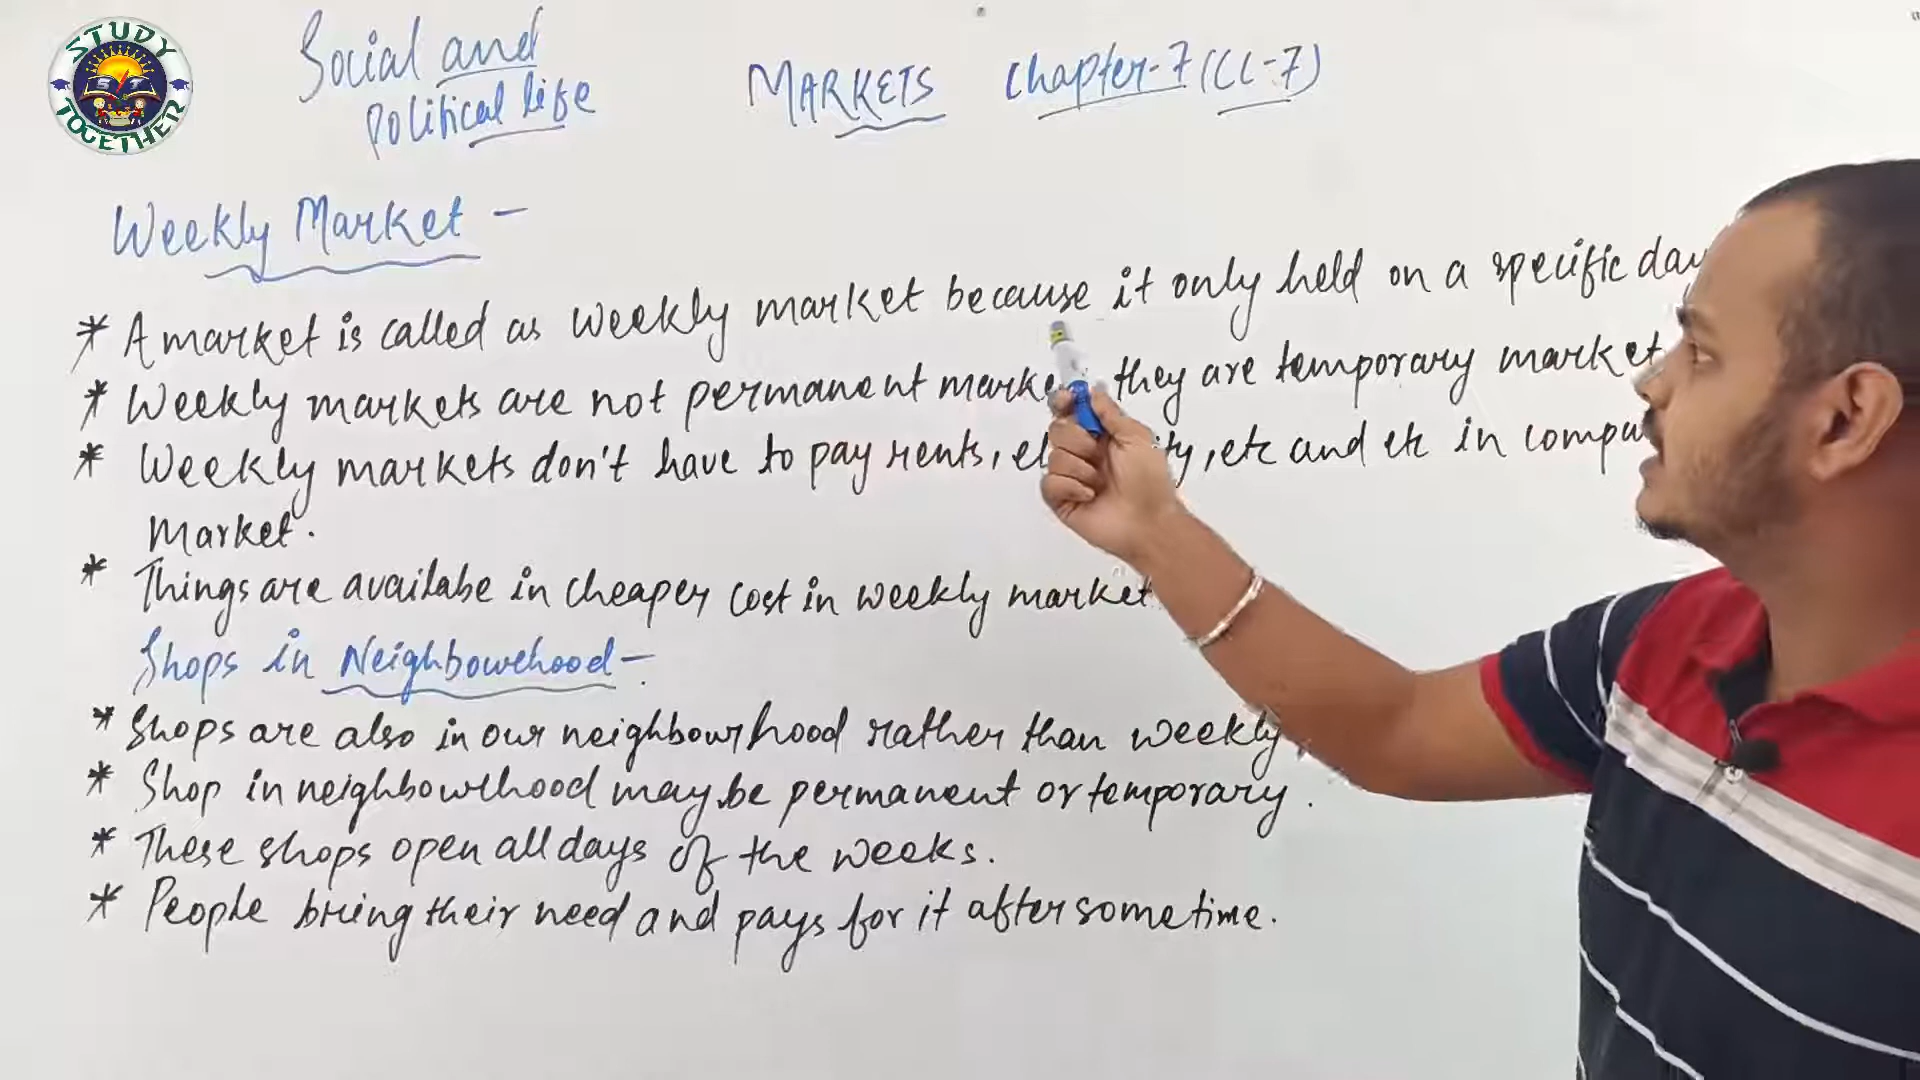 STUDY
ST
TOGETHER
Social and
Political life
MARKETS Chapter-7 (CL-7)
Weekly Market -
* A market is called as weekly market because it only held on a specific day
* Weekly markets are not permanent they are temporary market
* Weekly markets don't have to pay rents, etc and etc in
Market.
* Things are availabe in cheaper cost in weekly market
Shops in Neighbourhood -
* Shops are also in our neighbourhood rather than weekly
* Shop in neighbourhood may be permanent or temporary.
* These shops open all days of the weeks.
* People bring their need and pays for it after sometime.